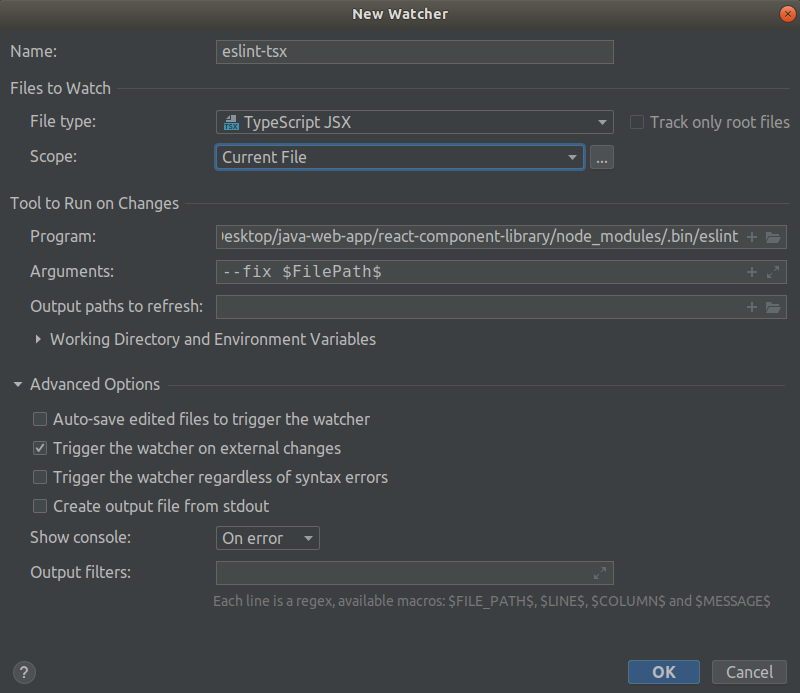 New Watcher
Name: eslint-tsx
Files to Watch
File type: TSX TypeScript JSX Track only root files
Scope: Current File ...
Tool to Run on Changes
Program: Desktop/java-web-app/react-component-library/node_modules/.bin/eslint
Arguments: --fix $FilePath$
Output paths to refresh:
Working Directory and Environment Variables
Advanced Options
Auto-save edited files to trigger the watcher
Trigger the watcher on external changes
Trigger the watcher regardless of syntax errors
Create output file from stdout
Show console: On error
Output filters:
Each line is a regex, available macros: $FILE_PATH$, $LINE$, $COLUMN$ and $MESSAGE$
? OK Cancel